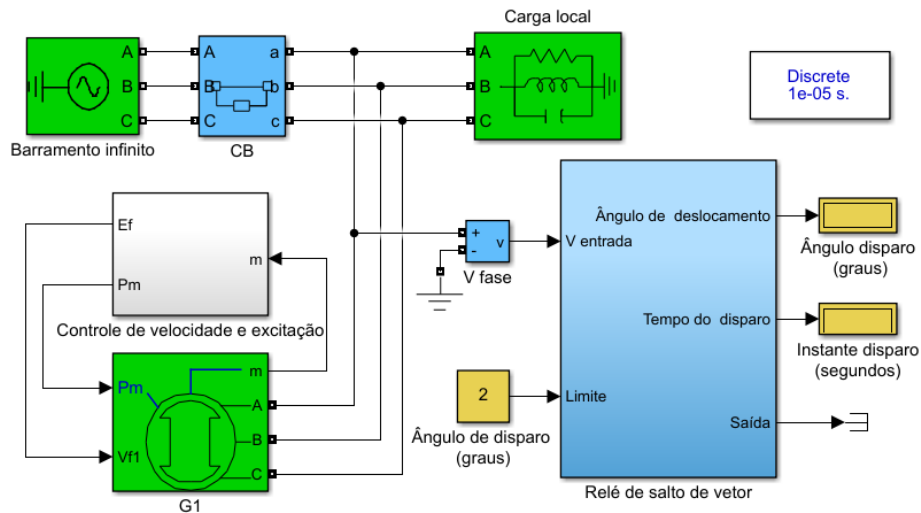 Carga local
A
B
C
A
B
C
a
b
c
A
B
C
Discrete
1e-05 s.
Barramento infinito
CB
Ef
Pm
m
+
-
v
V fase
Ângulo de deslocamento
V entrada
Tempo do disparo
Limite
Saída
Ângulo disparo
(graus)
Instante disparo
(segundos)
Controle de velocidade e excitação
Pm
Vf1
m
A
B
C
G1
2
Ângulo de disparo
(graus)
Relé de salto de vetor